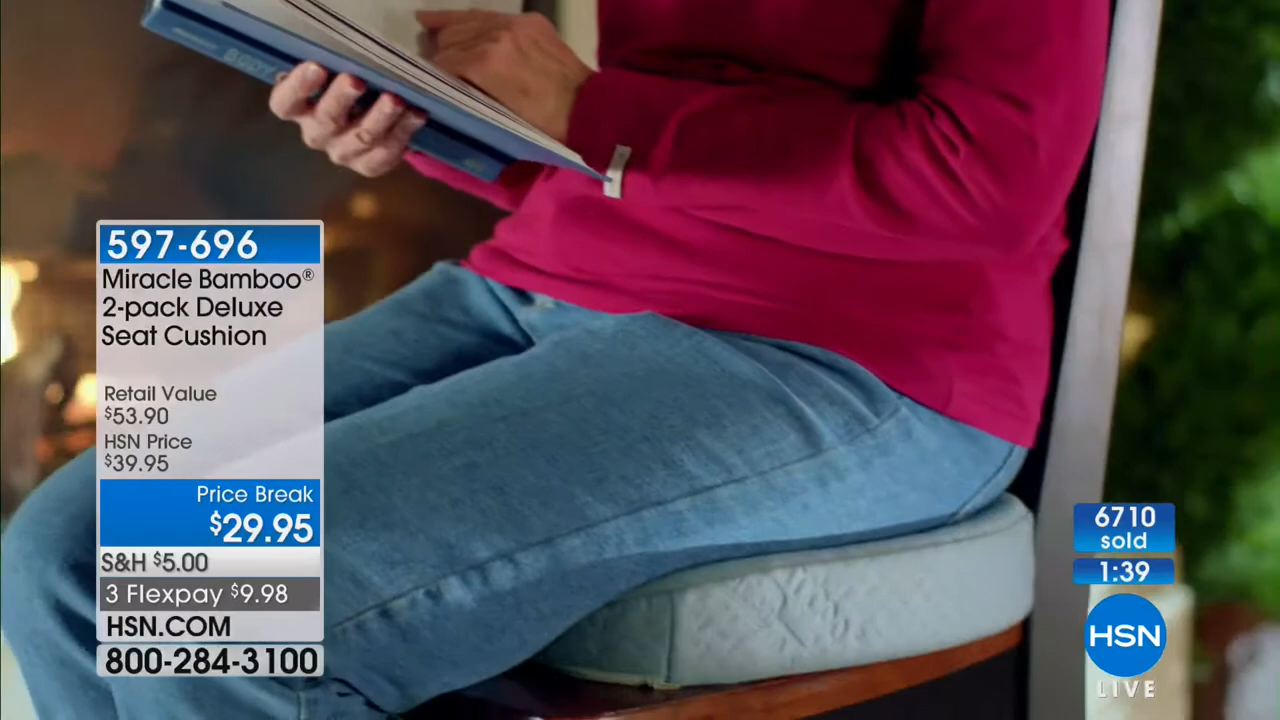 597-696
Miracle Bamboo®
2-pack Deluxe
Seat Cushion
Retail Value
$53.90
HSN Price
$39.95
Price Break
$29.95
S&H $5.00
3 Flexpay $9.98
HSN.COM
800-284-3100
6710
sold
1:39
HSN
LIVE